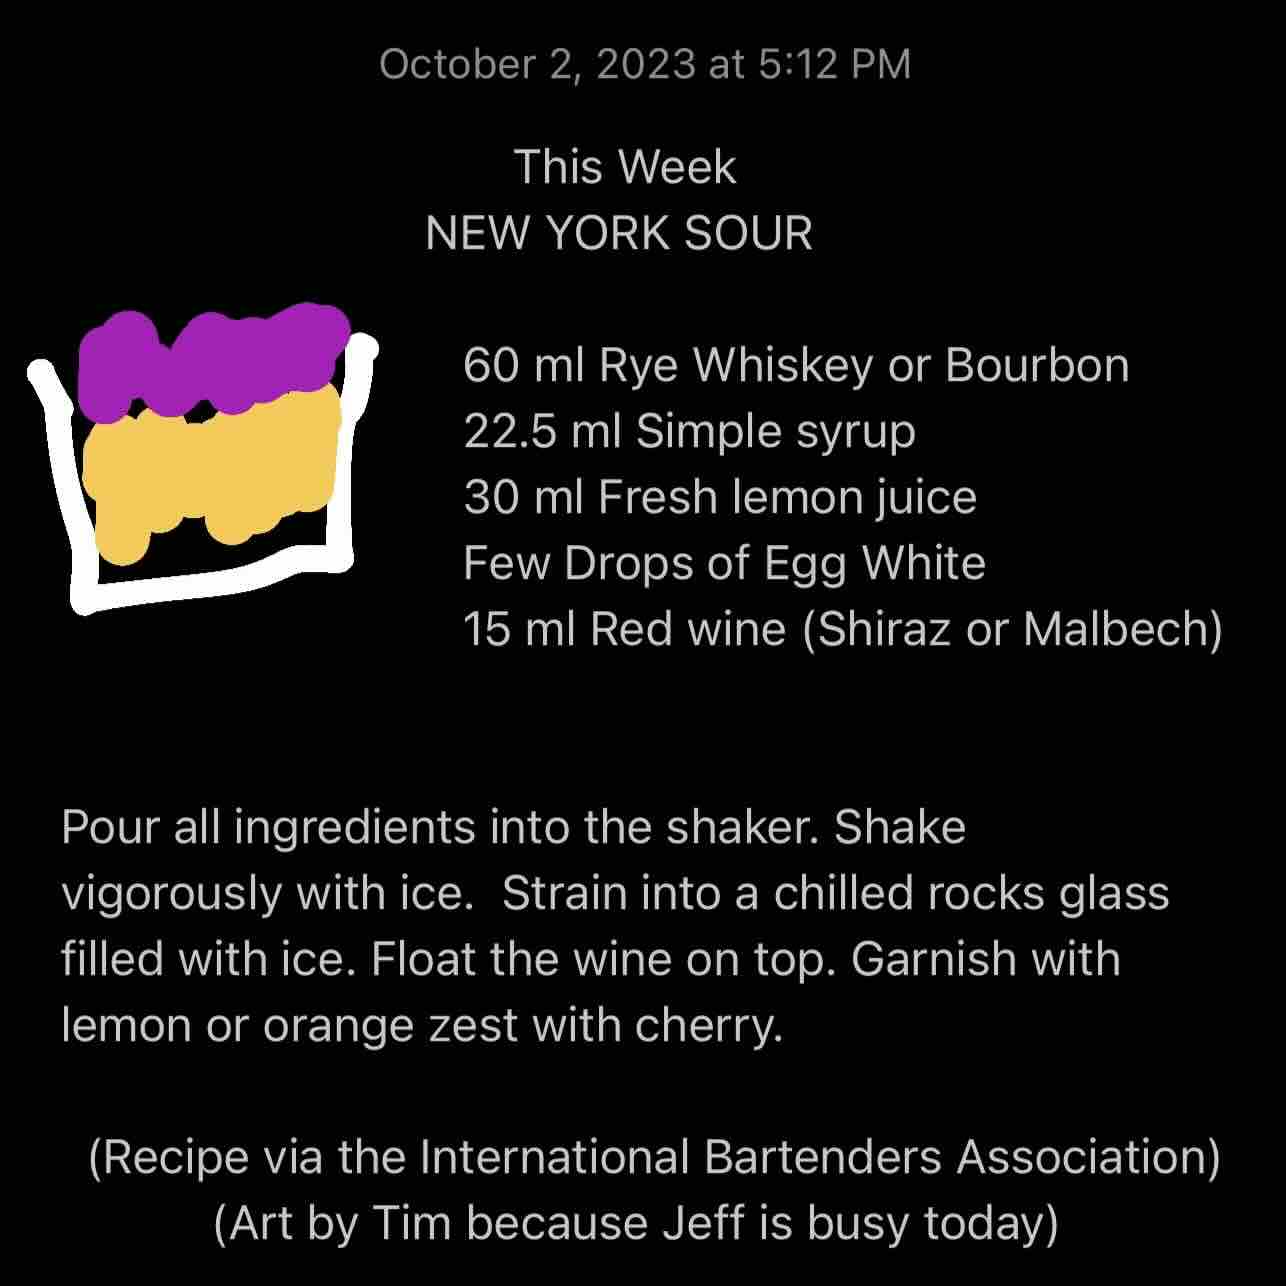 October 2, 2023 at 5:12 PM
This Week
NEW YORK SOUR
60 ml Rye Whiskey or Bourbon
22.5 ml Simple syrup
30 ml Fresh lemon juice
Few Drops of Egg White
15 ml Red wine (Shiraz or Malbech)
Pour all ingredients into the shaker. Shake
vigorously with ice.  Strain into a chilled rocks glass
filled with ice. Float the wine on top. Garnish with
lemon or orange zest with cherry.
(Recipe via the International Bartenders Association)
(Art by Tim because Jeff is busy today)